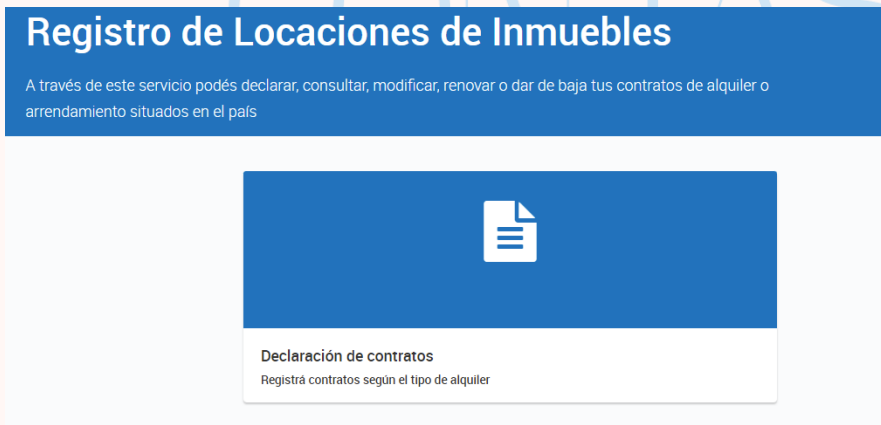 Registro de Locaciones de Inmuebles
A través de este servicio podés declarar, consultar, modificar, renovar o dar de baja tus contratos de alquiler o
arrendamiento situados en el país
Declaración de contratos
Registrá contratos según el tipo de alquiler